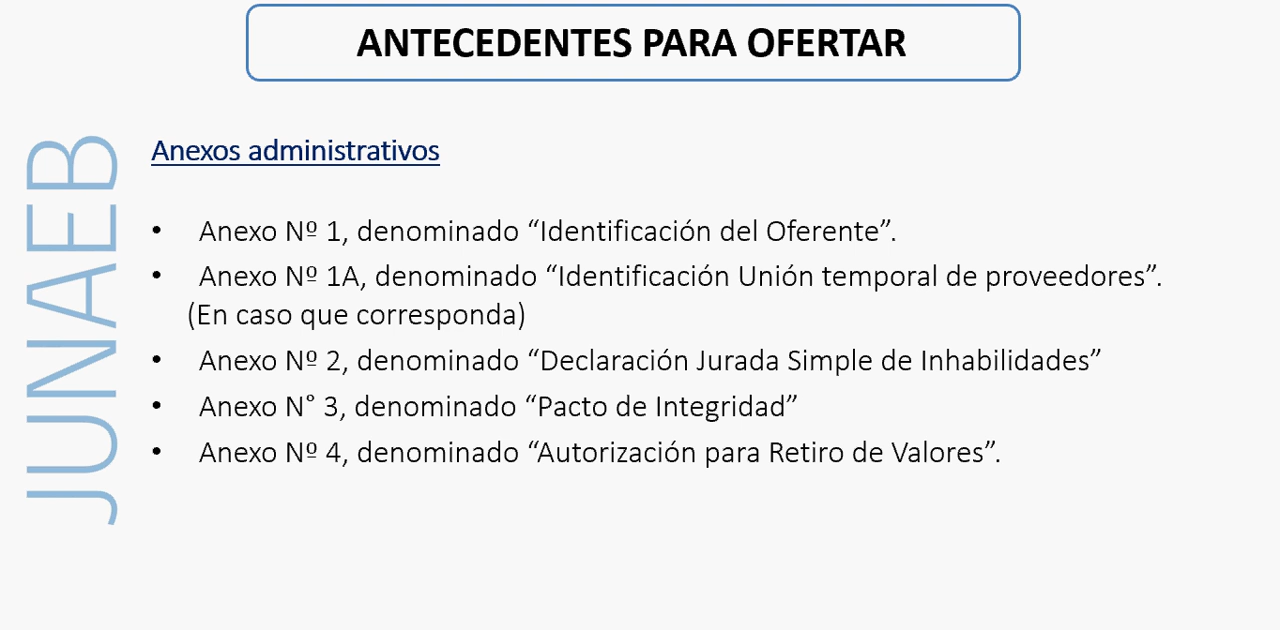 ANTECEDENTES PARA OFERTAR
JUNAEB
Anexos administrativos
• Anexo Nº 1, denominado “Identificación del Oferente”.
• Anexo Nº 1A, denominado “Identificación Unión temporal de proveedores”.
(En caso que corresponda)
• Anexo Nº 2, denominado “Declaración Jurada Simple de Inhabilidades”
• Anexo N° 3, denominado “Pacto de Integridad”
• Anexo Nº 4, denominado “Autorización para Retiro de Valores”.